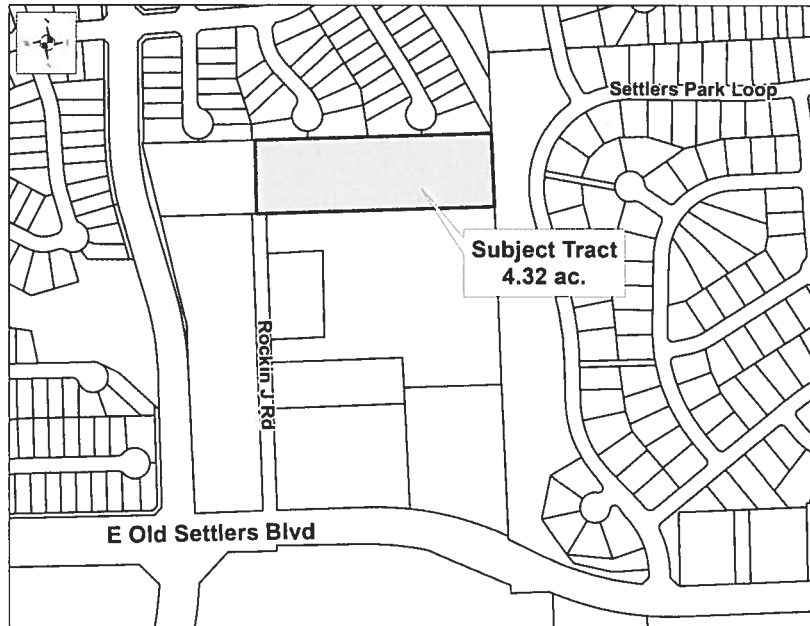 Settlers Park Loop
Subject Tract
4.32 ac.
Rockin J Rd
E Old Settlers Blvd